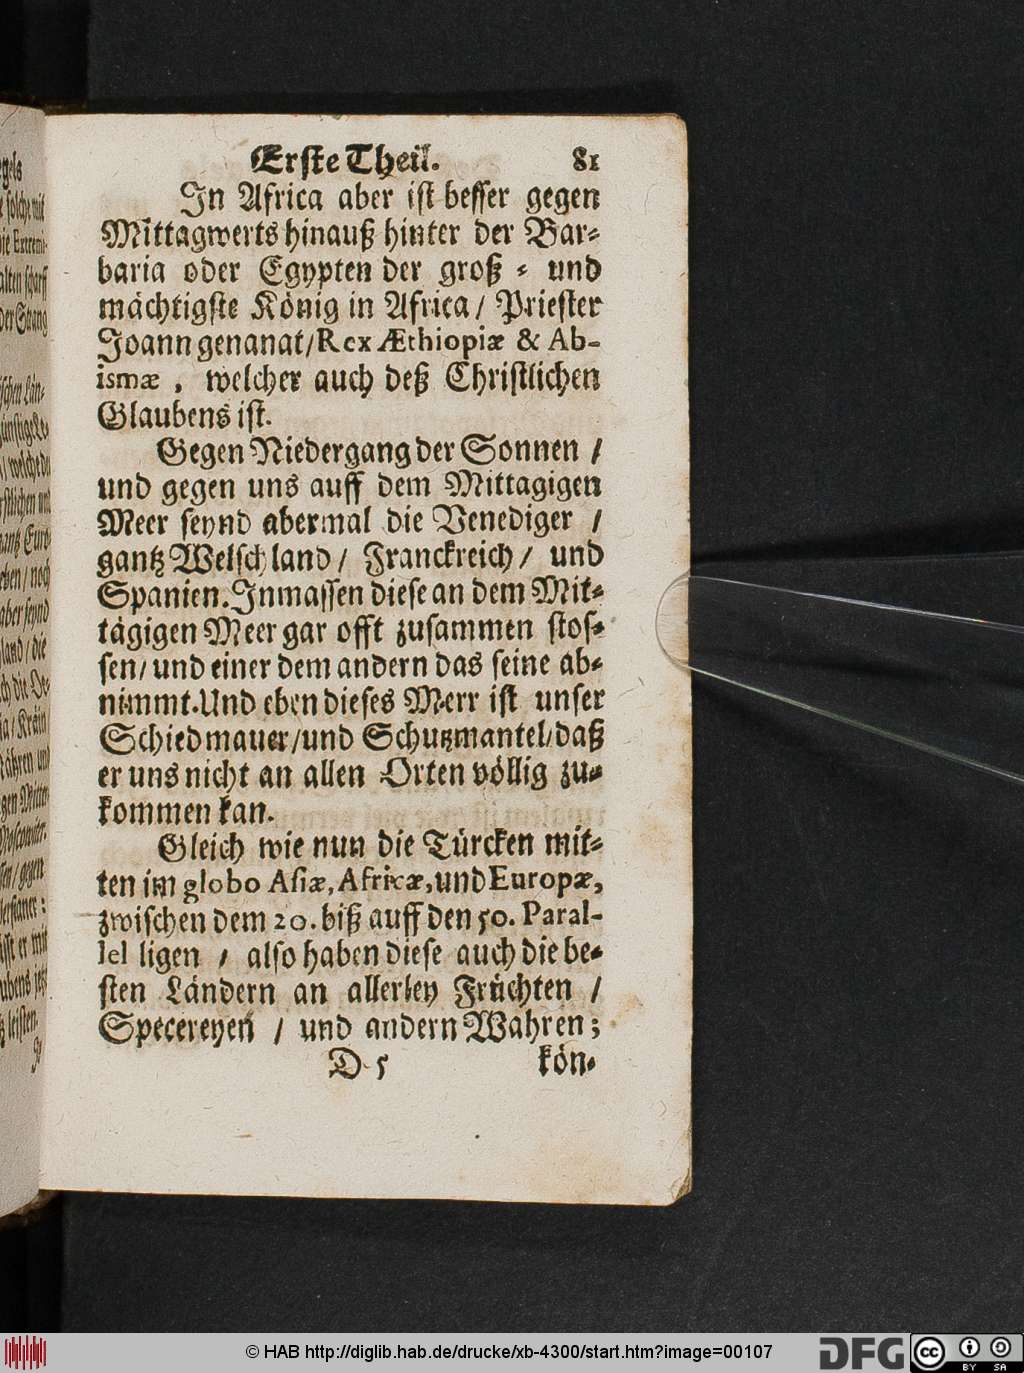 Erste Theil. 81
In Africa aber ist besser gegen
Mittagwerts hinauß hinter der Bar-
baria oder Egypten der groß - und
mächtigste König in Africa / Priester
Joann genanat / Rex Æthiopiæ & Ab-
ismæ , welcher auch deß Christlichen
Glaubens ist.
Gegen Niedergang der Sonnen /
und gegen uns auff dem Mittagigen
Meer seynd abermal die Venediger /
gantz Welschland / Franckreich / und
Spanien. Inmassen diese an dem Mit-
tägigen Meer gar offt zusammen stos-
sen / und einer dem andern das seine ab-
nimmt. Und eben dieses Merr ist unser
Schiedmauer / und Schutzmantel / daß
er uns nicht an allen Orten völlig zu-
kommen kan.
Gleich wie nun die Türcken mit-
ten im globo Asiæ, Africæ, und Europæ,
zwischen dem 20. biß auff den 50. Paral-
lel ligen / also haben diese auch die be-
sten Ländern an allerley Früchten /
Specereyen / und andern Wahren;
D 5 kön-
© HAB http://diglib.hab.de/drucke/xb-4300/start.htm?image=00107
DFG
cc BY SA